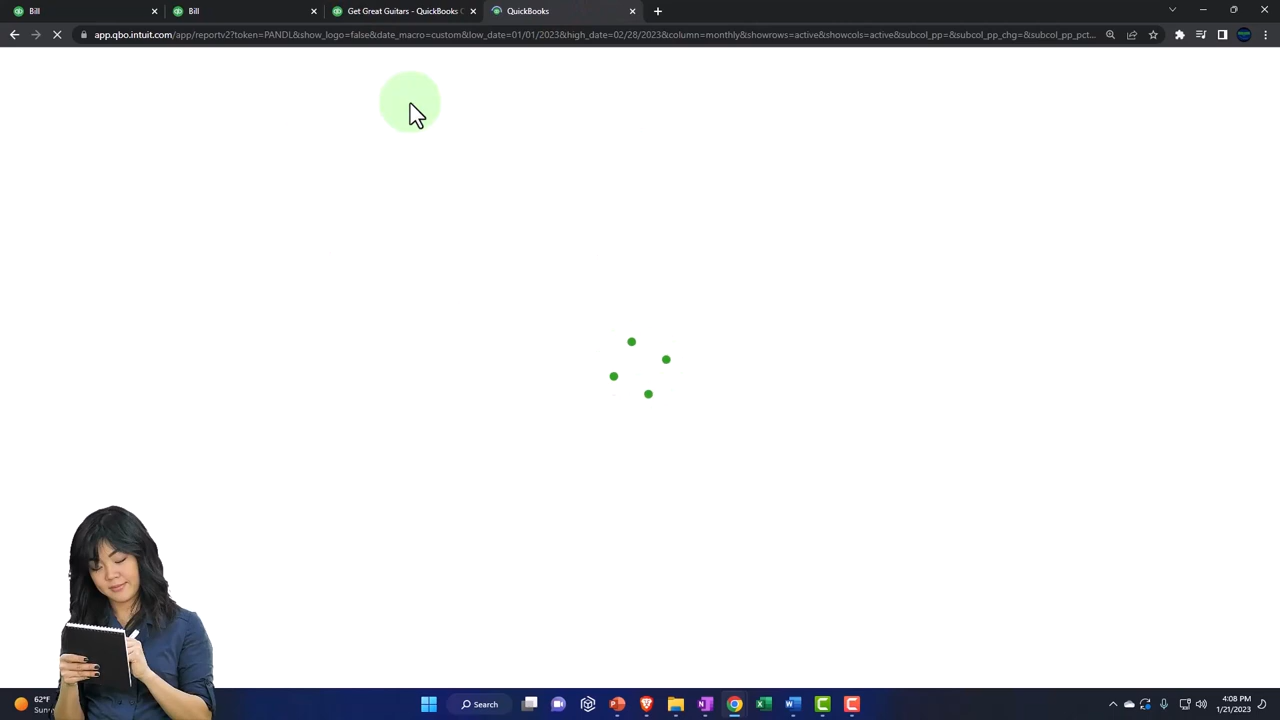 Bill
Bill
Get Great Guitars - QuickBooks C
QuickBooks
app.qbo.intuit.com/app/reportv2?token=PANDL&show_logo=false&date_macro=custom&low_date=01/01/2023&high_date=02/28/2023&column=monthly&showrows=active&showcols=active&subcol_pp=&subcol_pp_chg=&subcol_pp_pct...
62°F
Sunny
Search
4:08 PM
1/21/2023